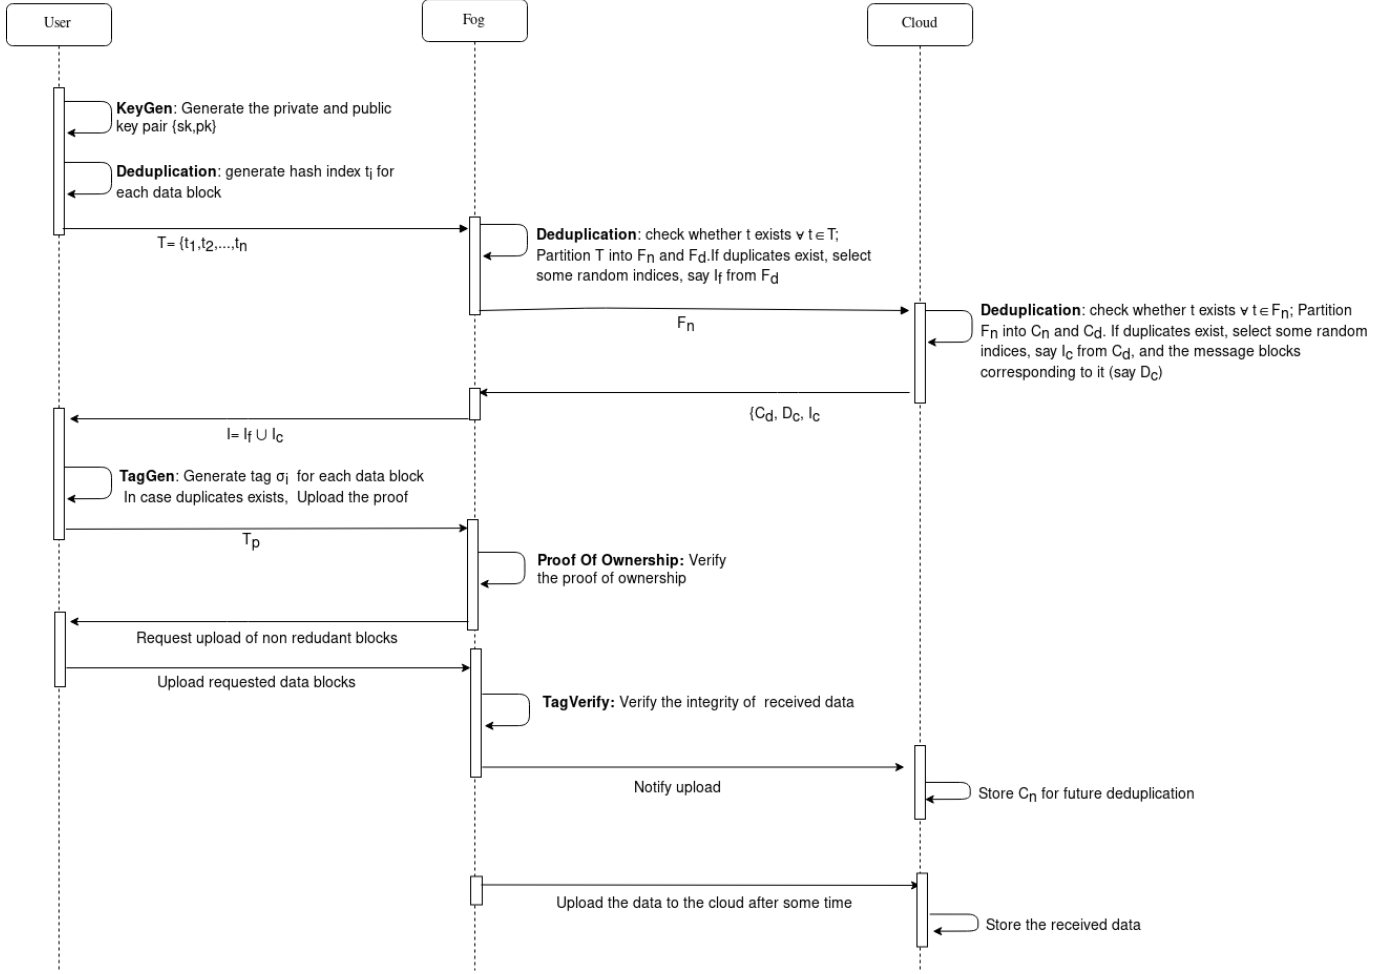 User
Fog
Cloud
KeyGen: Generate the private and public
key pair {sk,pk}
Deduplication: generate hash index ti for
each data block
T= {t1,t2,...,tn
Deduplication: check whether t exists ∀ t∈T;
Partition T into Fn and Fd.If duplicates exist, select
some random indices, say If from Fd
Fn
Deduplication: check whether t exists ∀ t∈Fn; Partition
Fn into Cn and Cd. If duplicates exist, select some random
indices, say Ic from Cd, and the message blocks
corresponding to it (say Dc)
{Cd, Dc, Ic
I= If ∪ Ic
TagGen: Generate tag σi for each data block
In case duplicates exists, Upload the proof
Tp
Proof Of Ownership: Verify
the proof of ownership
Request upload of non redudant blocks
Upload requested data blocks
TagVerify: Verify the integrity of received data
Notify upload
Store Cn for future deduplication
Upload the data to the cloud after some time
Store the received data